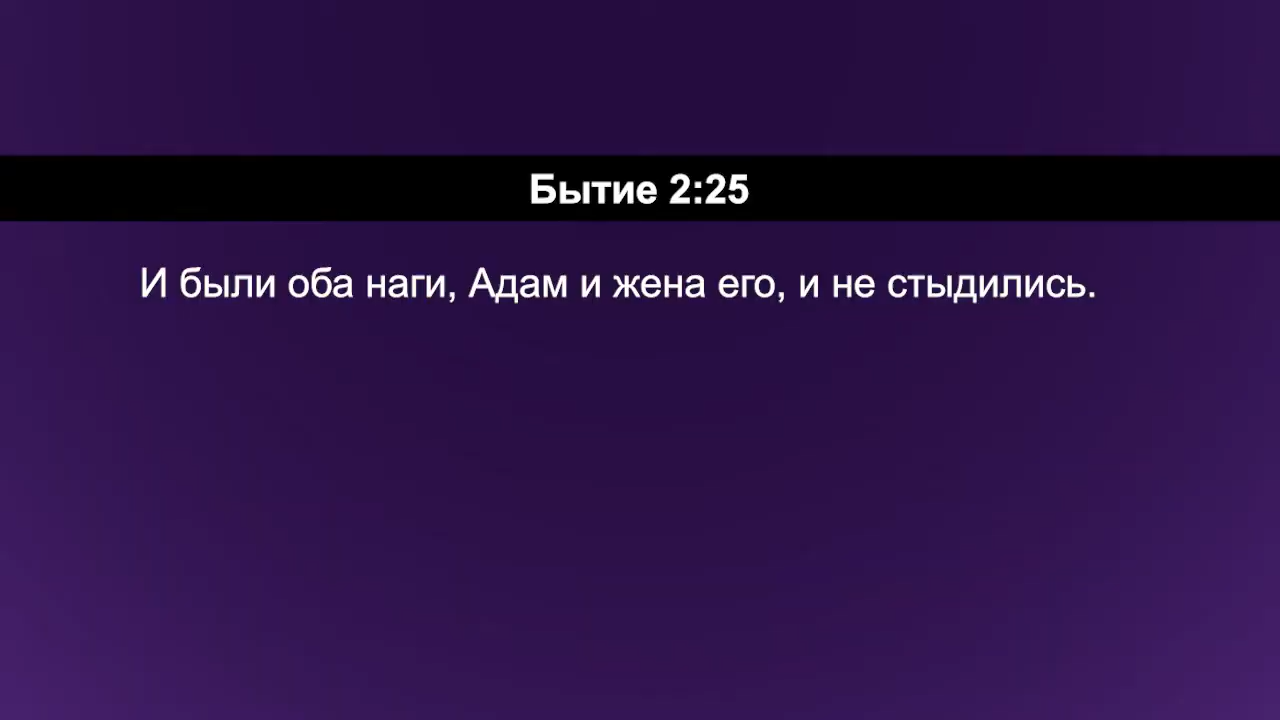 Бытие 2:25
И были оба наги, Адам и жена его, и не стыдились.